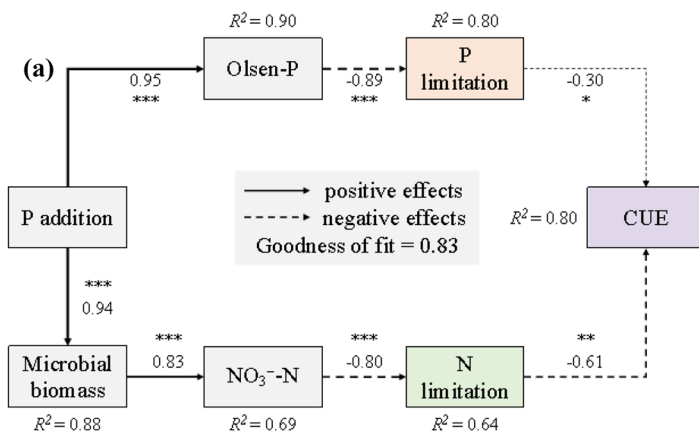 R² = 0.90
R² = 0.80
(a)
Olsen-P
P
limitation
0.95
***
-0.89
***
-0.30
*
P addition
positive effects
negative effects
Goodness of fit = 0.83
R² = 0.80
CUE
***
0.94
***
0.83
***
-0.80
**
-0.61
Microbial
biomass
NO₃⁻-N
N
limitation
R² = 0.88
R² = 0.69
R² = 0.64